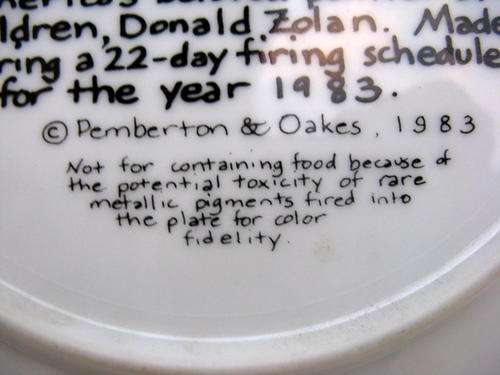 ldren, Donald Zolan. Made
ring a 22-day firing schedule
for the year 1983.
© Pemberton & Oakes, 1983
Not for containing food because of
the potential toxicity of rare
metallic pigments fired into
the plate for color
fidelity.